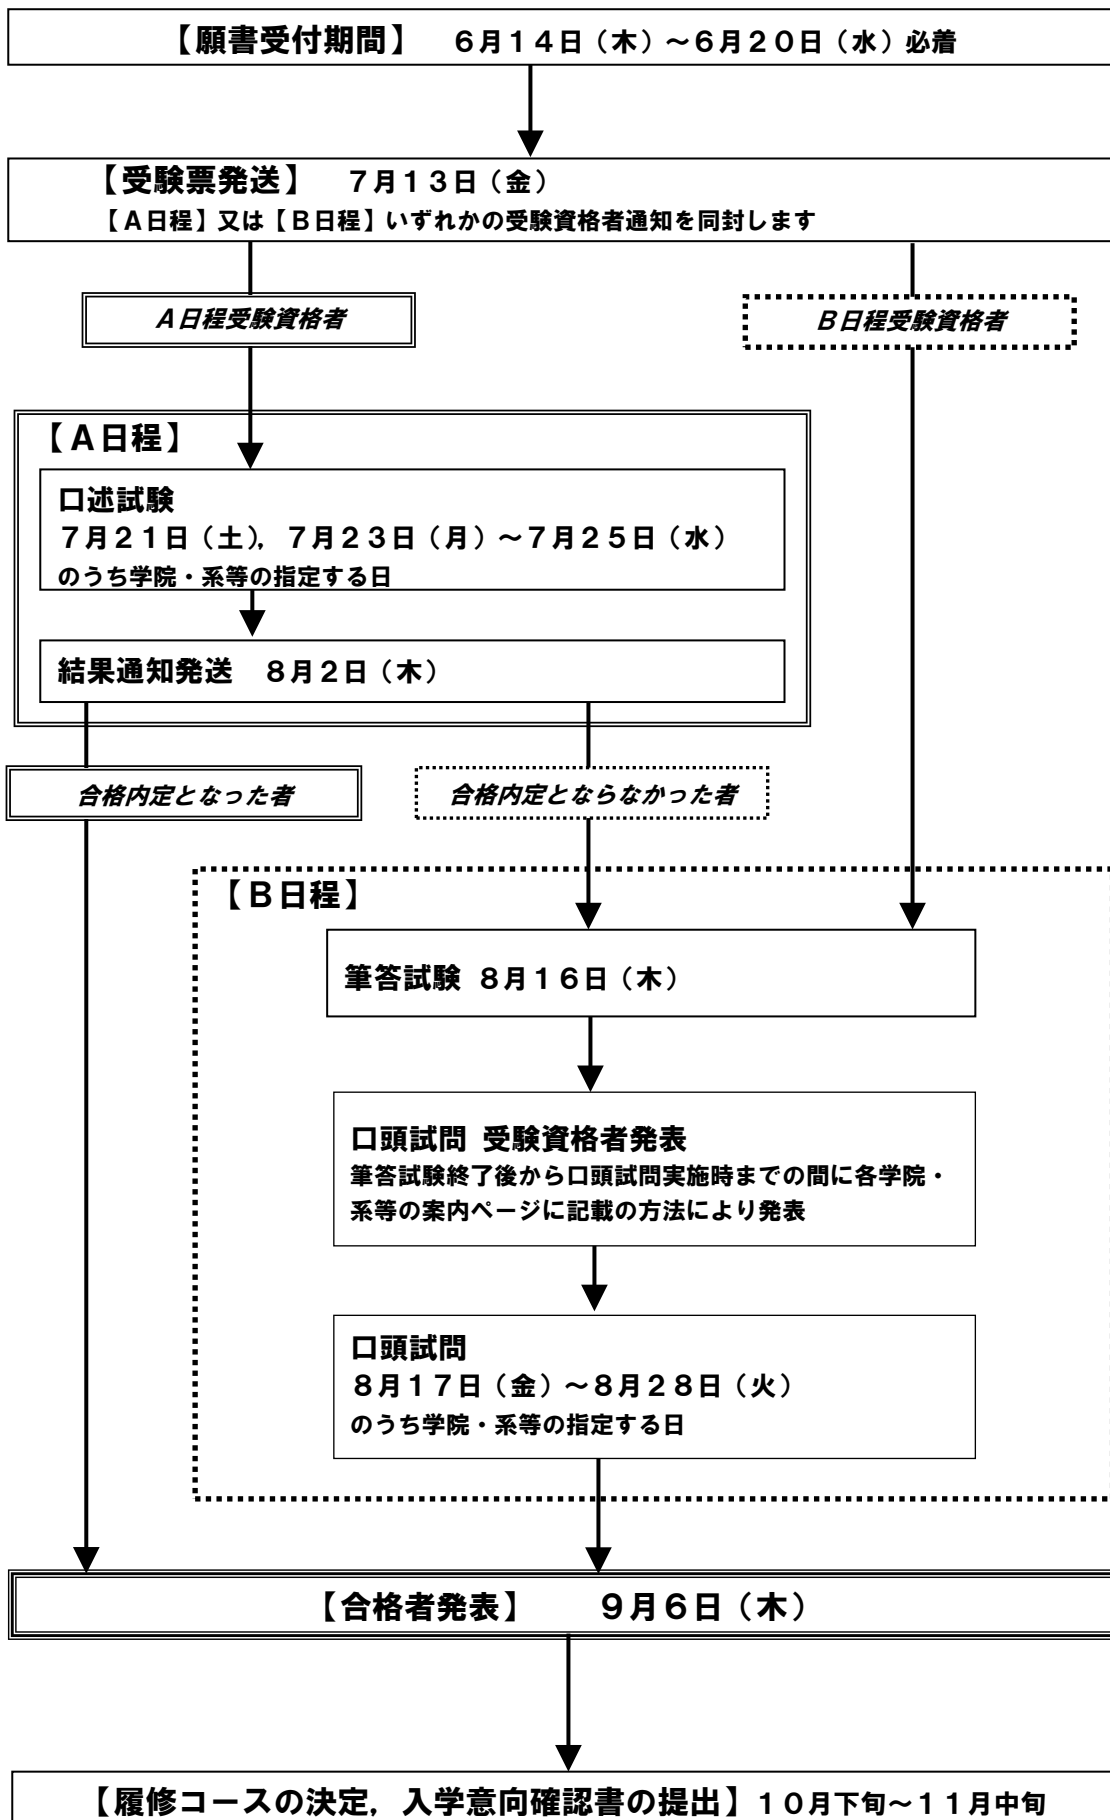 【願書受付期間】 ６月１４日（木）～６月２０日（水）必着
【受験票発送】 ７月１３日（金）
【Ａ日程】又は【Ｂ日程】いずれかの受験資格者通知を同封します
Ａ日程受験資格者
Ｂ日程受験資格者
【Ａ日程】
口述試験
７月２１日（土），７月２３日（月）～７月２５日（水）
のうち学院・系等の指定する日
結果通知発送 ８月２日（木）
合格内定となった者
合格内定とならなかった者
【Ｂ日程】
筆答試験 ８月１６日（木）
口頭試問 受験資格者発表
筆答試験終了後から口頭試問実施時までの間に各学院・
系等の案内ページに記載の方法により発表
口頭試問
８月１７日（金）～８月２８日（火）
のうち学院・系等の指定する日
【合格者発表】 ９月６日（木）
【履修コースの決定，入学意向確認書の提出】１０月下旬～１１月中旬